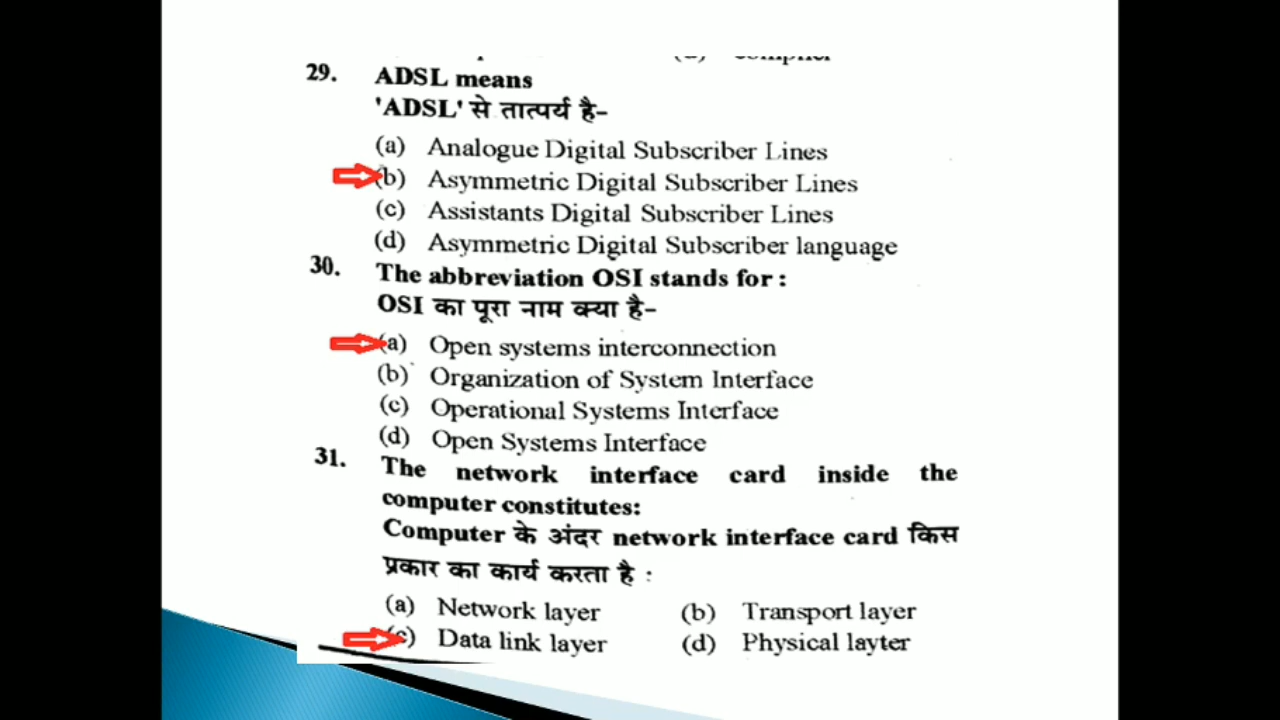 29. ADSL means
'ADSL' से तात्पर्य है-
(a) Analogue Digital Subscriber Lines
(b) Asymmetric Digital Subscriber Lines
(c) Assistants Digital Subscriber Lines
(d) Asymmetric Digital Subscriber language
30. The abbreviation OSI stands for :
OSI का पूरा नाम क्या है-
(a) Open systems interconnection
(b) Organization of System Interface
(c) Operational Systems Interface
(d) Open Systems Interface
31. The network interface card inside the
computer constitutes:
Computer के अंदर network interface card किस
प्रकार का कार्य करता है :
(a) Network layer (b) Transport layer
(c) Data link layer (d) Physical layter